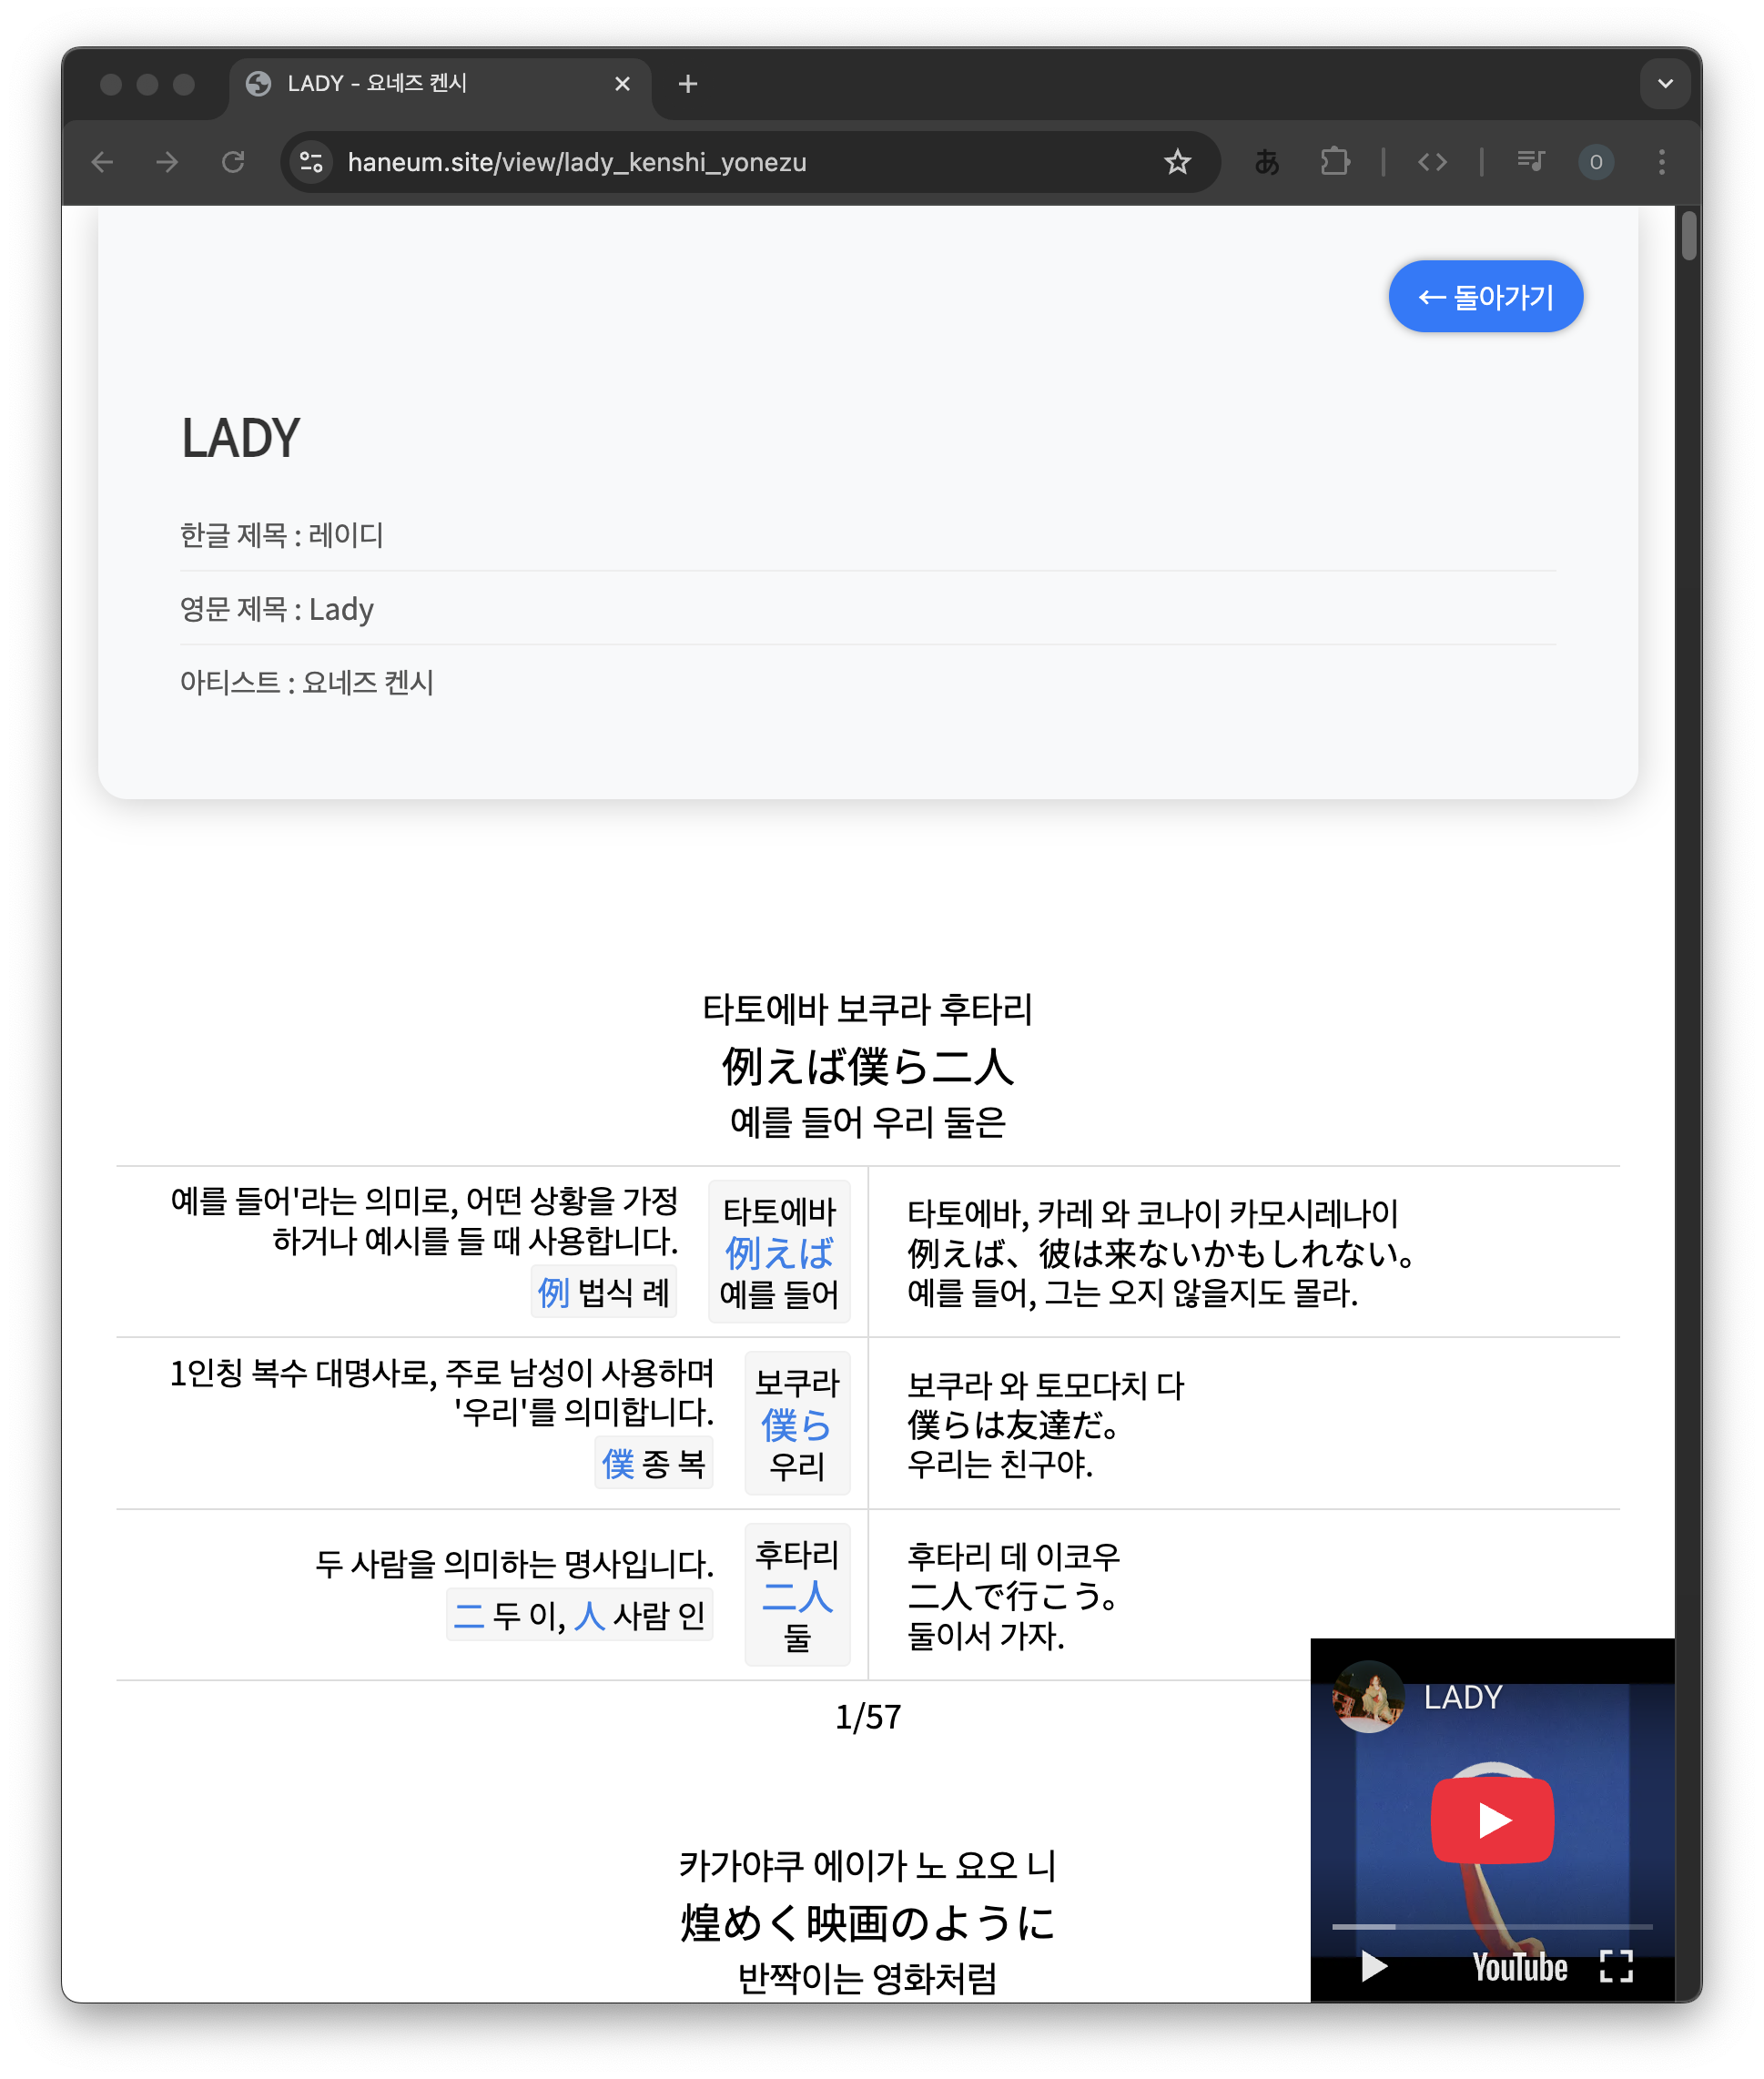 LADY - 요네즈 켄시
haneum.site/view/lady_kenshi_yonezu
あ
O
← 돌아가기
LADY
한글 제목 : 레이디
영문 제목 : Lady
아티스트 : 요네즈 켄시
타토에바 보쿠라 후타리
例えば僕ら二人
예를 들어 우리 둘은
예를 들어'라는 의미로, 어떤 상황을 가정
하거나 예시를 들 때 사용합니다.
例 법식 례
타토에바
例えば
예를 들어
타토에바, 카레 와 코나이 카모시레나이
例えば、彼は来ないかもしれない。
예를 들어, 그는 오지 않을지도 몰라.
1인칭 복수 대명사로, 주로 남성이 사용하며
'우리'를 의미합니다.
僕 종 복
보쿠라
僕ら
우리
보쿠라 와 토모다치 다
僕らは友達だ。
우리는 친구야.
두 사람을 의미하는 명사입니다.
二 두 이, 人 사람 인
후타리
二人
둘
후타리 데 이코우
二人で行こう。
둘이서 가자.
1/57
LADY
YouTube
카가야쿠 에이가 노 요오 니
煌めく映画のように
반짝이는 영화처럼